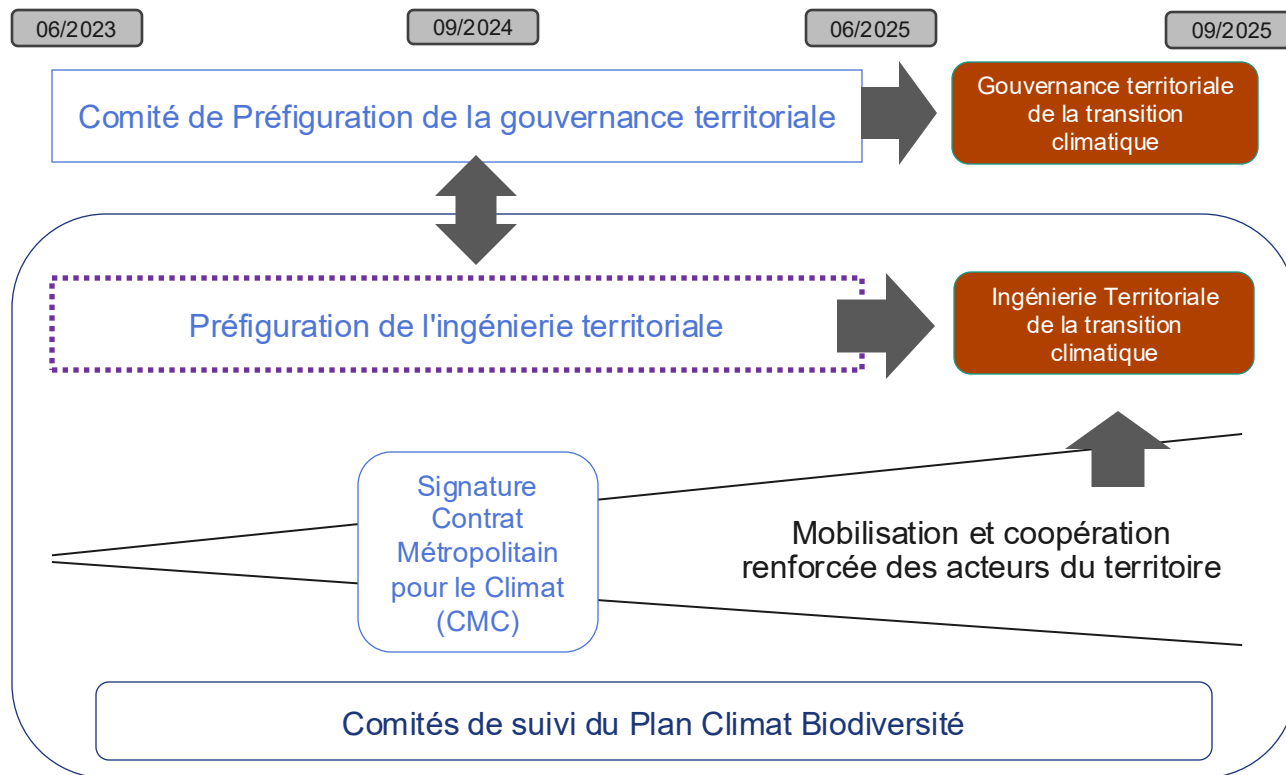 06/2023
09/2024
06/2025
09/2025
Comité de Préfiguration de la gouvernance territoriale
Gouvernance territoriale
de la transition
climatique
Préfiguration de l'ingénierie territoriale
Ingénierie Territoriale
de la transition
climatique
Signature
Contrat
Métropolitain
pour le Climat
(CMC)
Mobilisation et coopération
renforcée des acteurs du territoire
Comités de suivi du Plan Climat Biodiversité